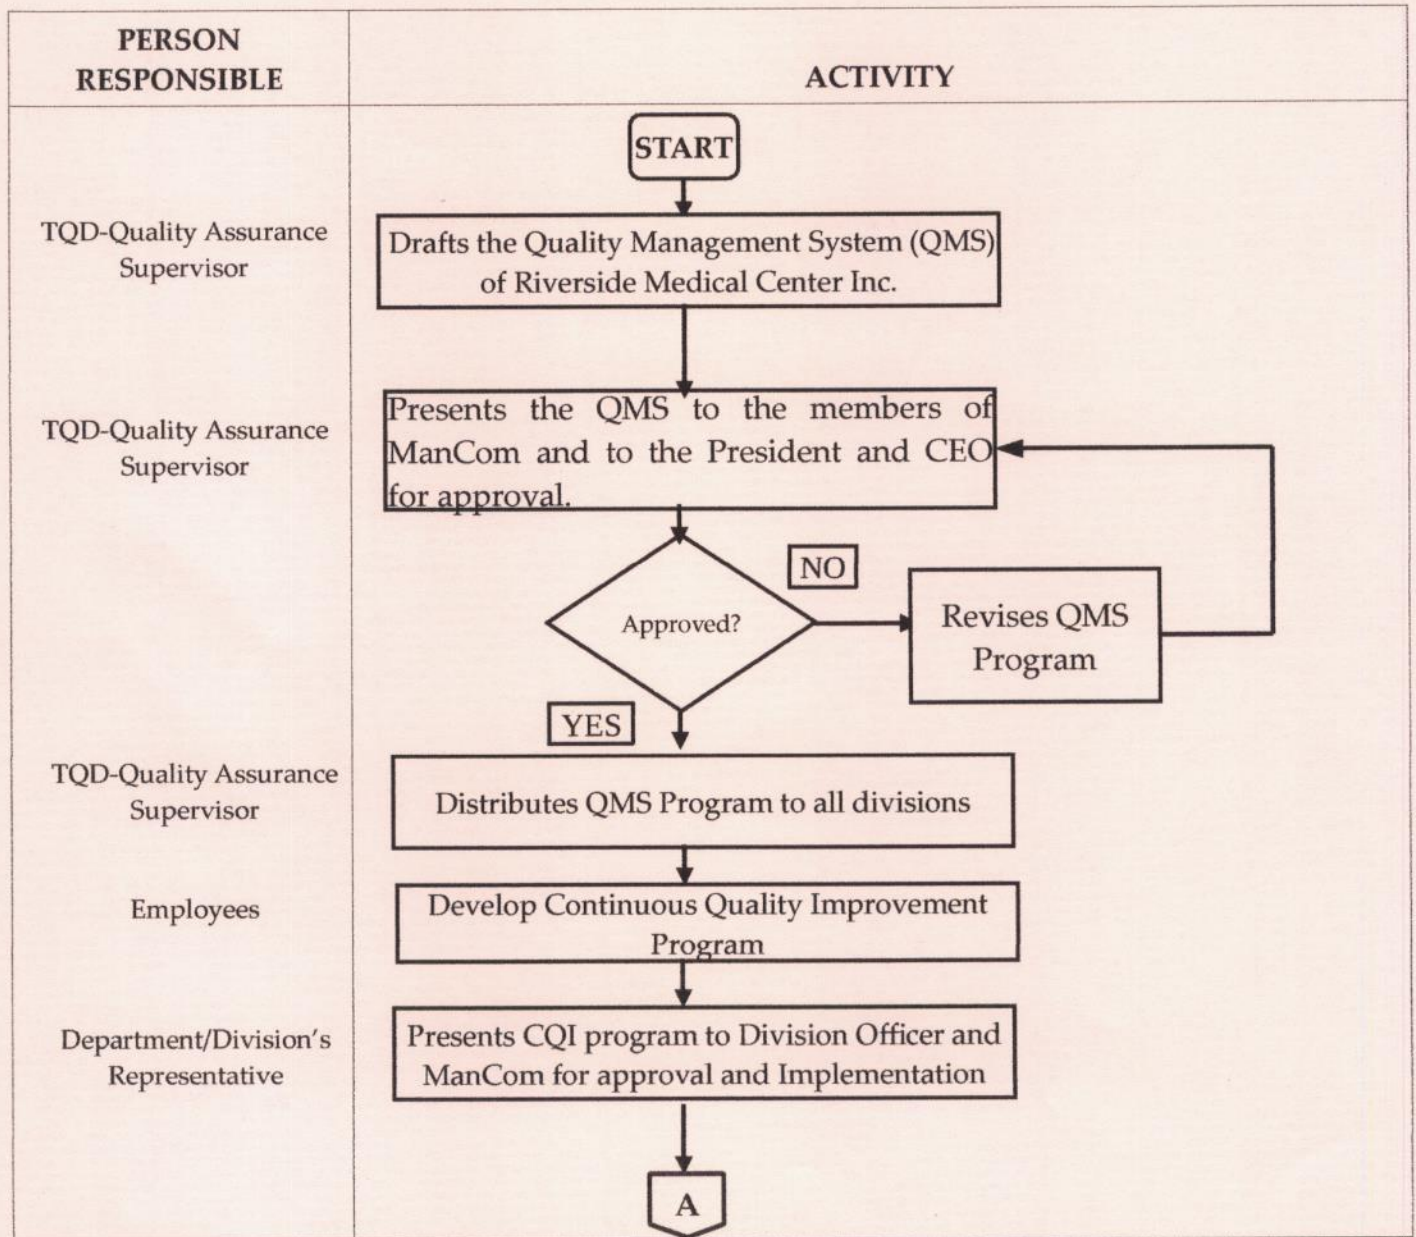 PERSON
RESPONSIBLE
ACTIVITY
START
TQD-Quality Assurance
Supervisor
Drafts the Quality Management System (QMS)
of Riverside Medical Center Inc.
TQD-Quality Assurance
Supervisor
Presents the QMS to the members of
ManCom and to the President and CEO
for approval.
NO
Approved?
Revises QMS
Program
YES
TQD-Quality Assurance
Supervisor
Distributes QMS Program to all divisions
Employees
Develop Continuous Quality Improvement
Program
Department/Division's
Representative
Presents CQI program to Division Officer and
ManCom for approval and Implementation
A